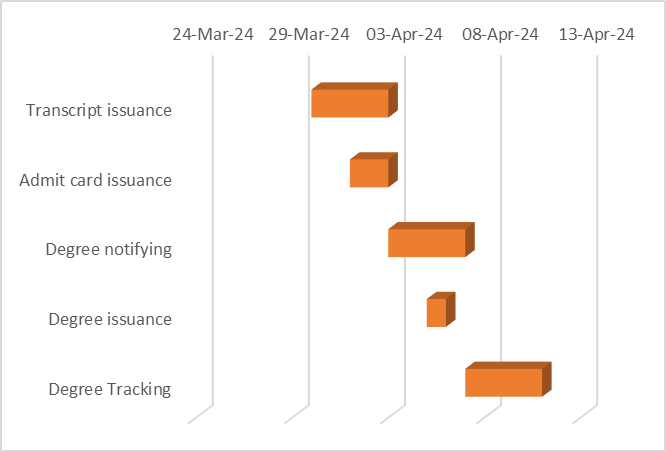 24-Mar-24 29-Mar-24 03-Apr-24 08-Apr-24 13-Apr-24
Transcript issuance
Admit card issuance
Degree notifying
Degree issuance
Degree Tracking